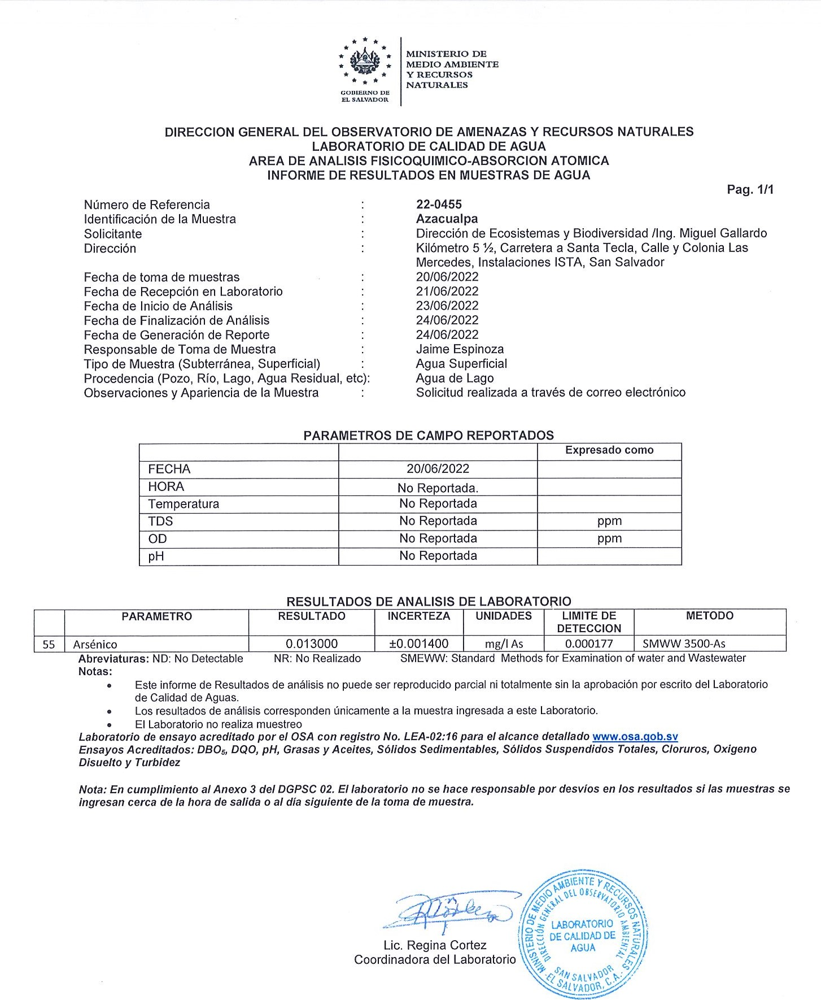 GOBIERNO DE
EL SALVADOR
MINISTERIO DE
MEDIO AMBIENTE
Y RECURSOS
NATURALES
DIRECCION GENERAL DEL OBSERVATORIO DE AMENAZAS Y RECURSOS NATURALES
LABORATORIO DE CALIDAD DE AGUA
AREA DE ANALISIS FISICOQUIMICO-ABSORCION ATOMICA
INFORME DE RESULTADOS EN MUESTRAS DE AGUA
Pag. 1/1
Número de Referencia : 22-0455
Identificación de la Muestra : Azacualpa
Solicitante : Dirección de Ecosistemas y Biodiversidad /Ing. Miguel Gallardo
Dirección : Kilómetro 5 ½, Carretera a Santa Tecla, Calle y Colonia Las
Mercedes, Instalaciones ISTA, San Salvador
Fecha de toma de muestras : 20/06/2022
Fecha de Recepción en Laboratorio : 21/06/2022
Fecha de Inicio de Análisis : 23/06/2022
Fecha de Finalización de Análisis : 24/06/2022
Fecha de Generación de Reporte : 24/06/2022
Responsable de Toma de Muestra : Jaime Espinoza
Tipo de Muestra (Subterránea, Superficial) : Agua Superficial
Procedencia (Pozo, Río, Lago, Agua Residual, etc): Agua de Lago
Observaciones y Apariencia de la Muestra : Solicitud realizada a través de correo electrónico
PARAMETROS DE CAMPO REPORTADOS
Expresado como
FECHA 20/06/2022
HORA No Reportada.
Temperatura No Reportada
TDS No Reportada ppm
OD No Reportada ppm
pH No Reportada
RESULTADOS DE ANALISIS DE LABORATORIO
PARAMETRO RESULTADO INCERTEZA UNIDADES LIMITE DE DETECCION METODO
55 Arsénico 0.013000 ±0.001400 mg/l As 0.000177 SMWW 3500-As
Abreviaturas: ND: No Detectable NR: No Realizado SMEWW: Standard Methods for Examination of water and Wastewater
Notas:
• Este informe de Resultados de análisis no puede ser reproducido parcial ni totalmente sin la aprobación por escrito del Laboratorio
de Calidad de Aguas.
• Los resultados de análisis corresponden únicamente a la muestra ingresada a este Laboratorio.
• El Laboratorio no realiza muestreo
Laboratorio de ensayo acreditado por el OSA con registro No. LEA-02:16 para el alcance detallado www.osa.gob.sv
Ensayos Acreditados: DBO₅, DQO, pH, Grasas y Aceites, Sólidos Sedimentables, Sólidos Suspendidos Totales, Cloruros, Oxigeno
Disuelto y Turbidez
Nota: En cumplimiento al Anexo 3 del DGPSC 02. El laboratorio no se hace responsable por desvíos en los resultados si las muestras se
ingresan cerca de la hora de salida o al día siguiente de la toma de muestra.
Lic. Regina Cortez
Coordinadora del Laboratorio
MINISTERIO DE MEDIO AMBIENTE Y RECURSOS NATURALES
DIRECCIÓN GENERAL DEL OBSERVATORIO AMBIENTAL
LABORATORIO
DE CALIDAD DE
AGUA
SAN SALVADOR
-EL SALVADOR, C.A.-